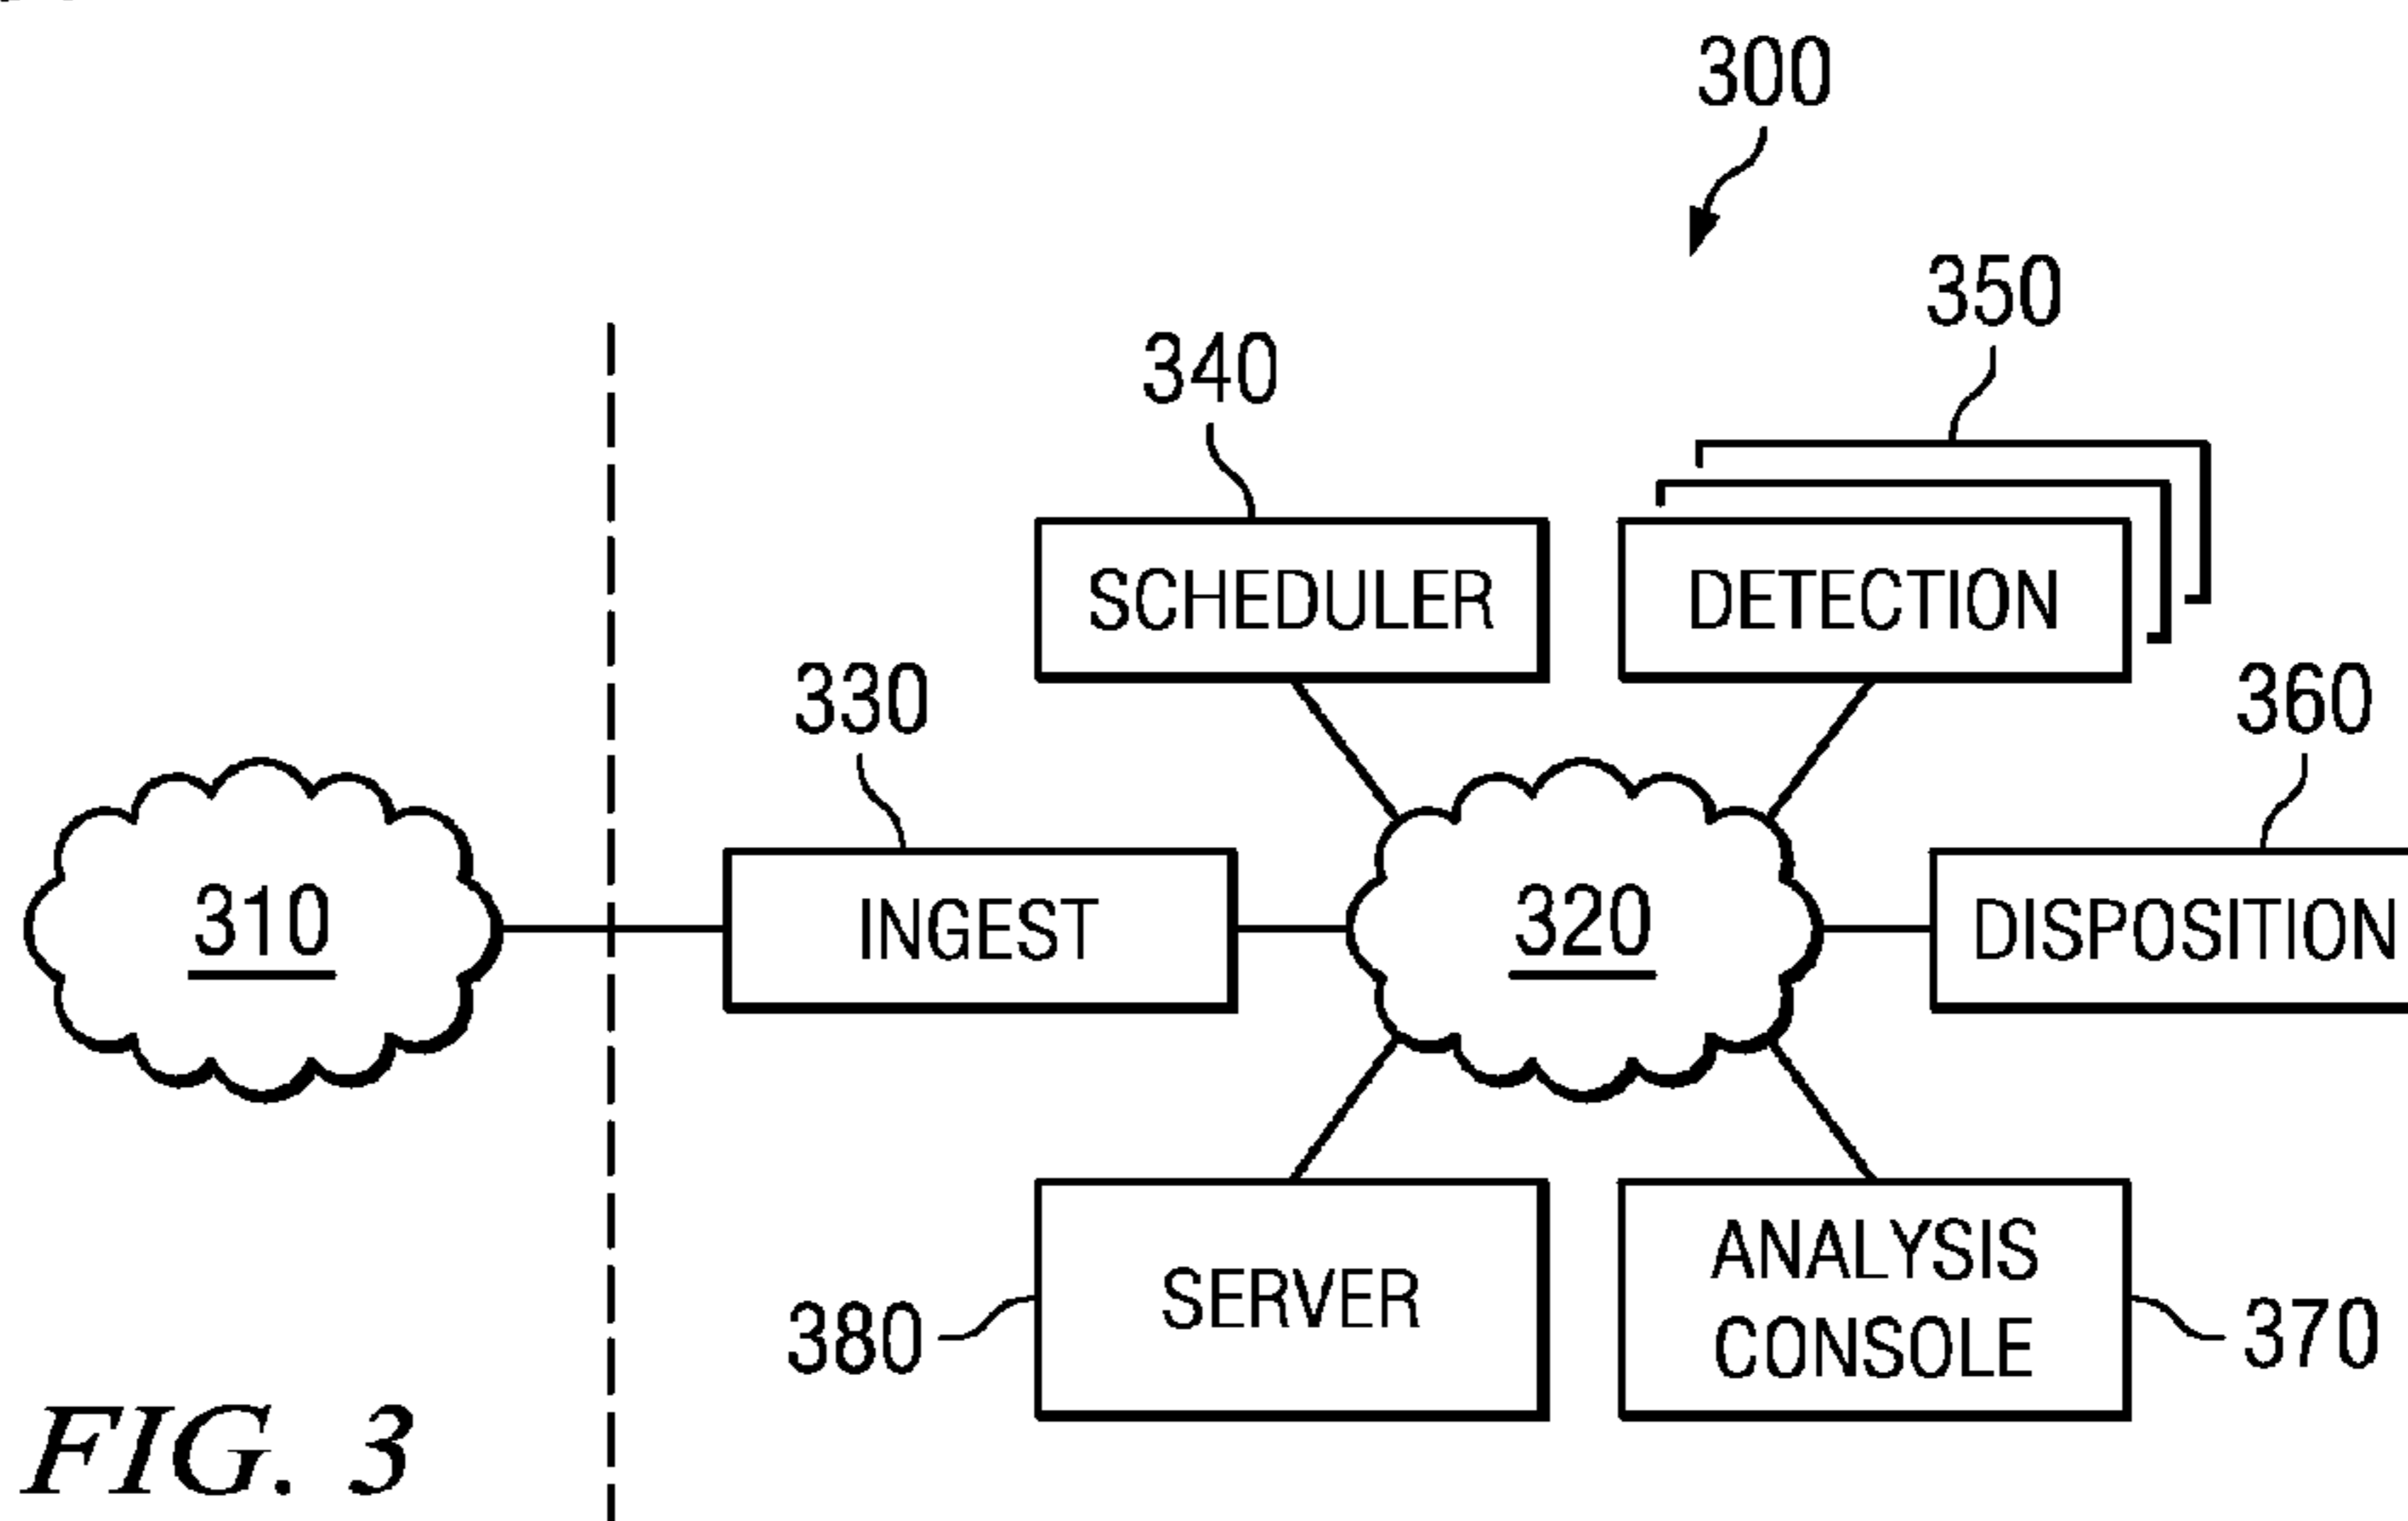 300
350
340
SCHEDULER
DETECTION
330
360
310
INGEST
320
DISPOSITION
SERVER
380
ANALYSIS
CONSOLE
370
FIG. 3